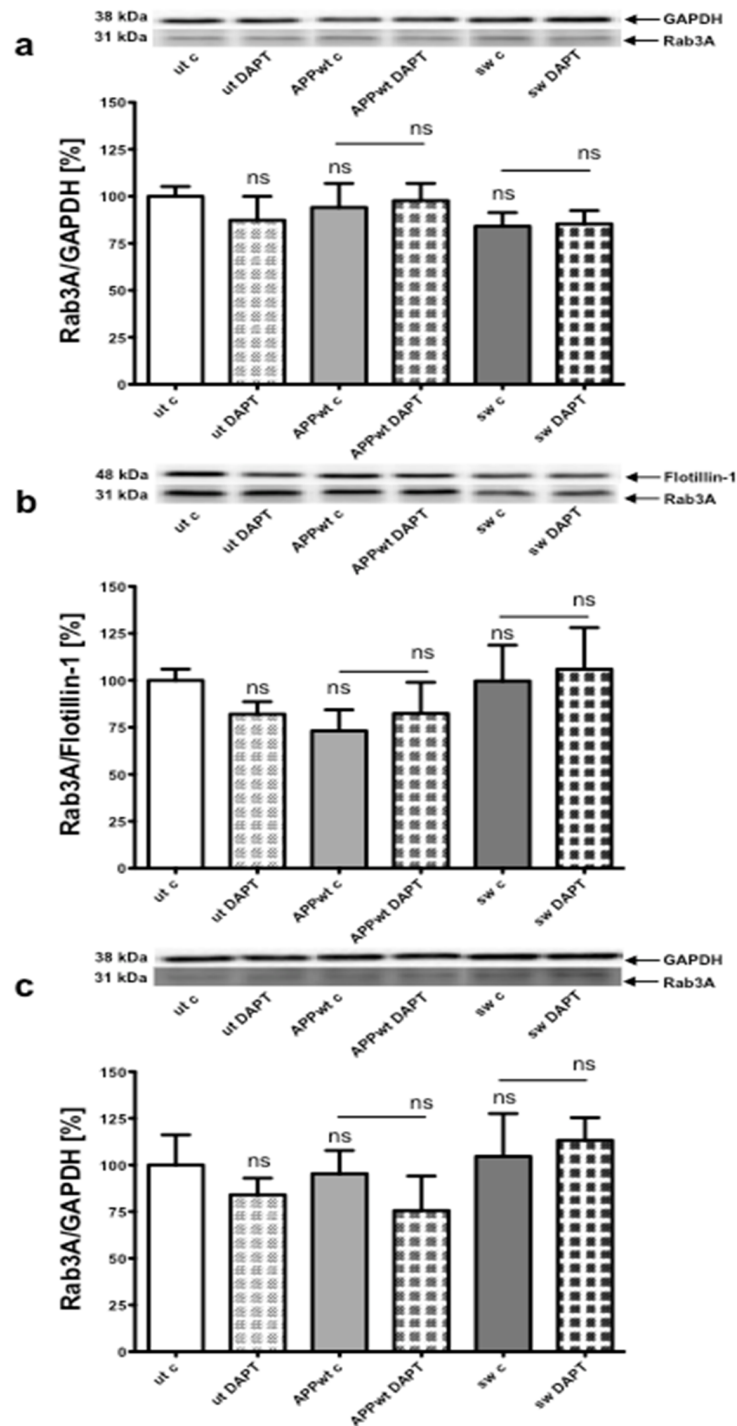 38 kDa GAPDH
31 kDa Rab3A
a
ut c ut DAPT APPwt c APPwt DAPT sw c sw DAPT
Rab3A/GAPDH [%]
150
125
100
75
50
25
0
ns ns ns ns ns
ut c ut DAPT APPwt c APPwt DAPT sw c sw DAPT
48 kDa Flotillin-1
31 kDa Rab3A
b
ut c ut DAPT APPwt c APPwt DAPT sw c sw DAPT
Rab3A/Flotillin-1 [%]
150
125
100
75
50
25
0
ns ns ns ns ns
ut c ut DAPT APPwt c APPwt DAPT sw c sw DAPT
38 kDa GAPDH
31 kDa Rab3A
c
ut c ut DAPT APPwt c APPwt DAPT sw c sw DAPT
Rab3A/GAPDH [%]
150
125
100
75
50
25
0
ns ns ns ns ns
ut c ut DAPT APPwt c APPwt DAPT sw c sw DAPT